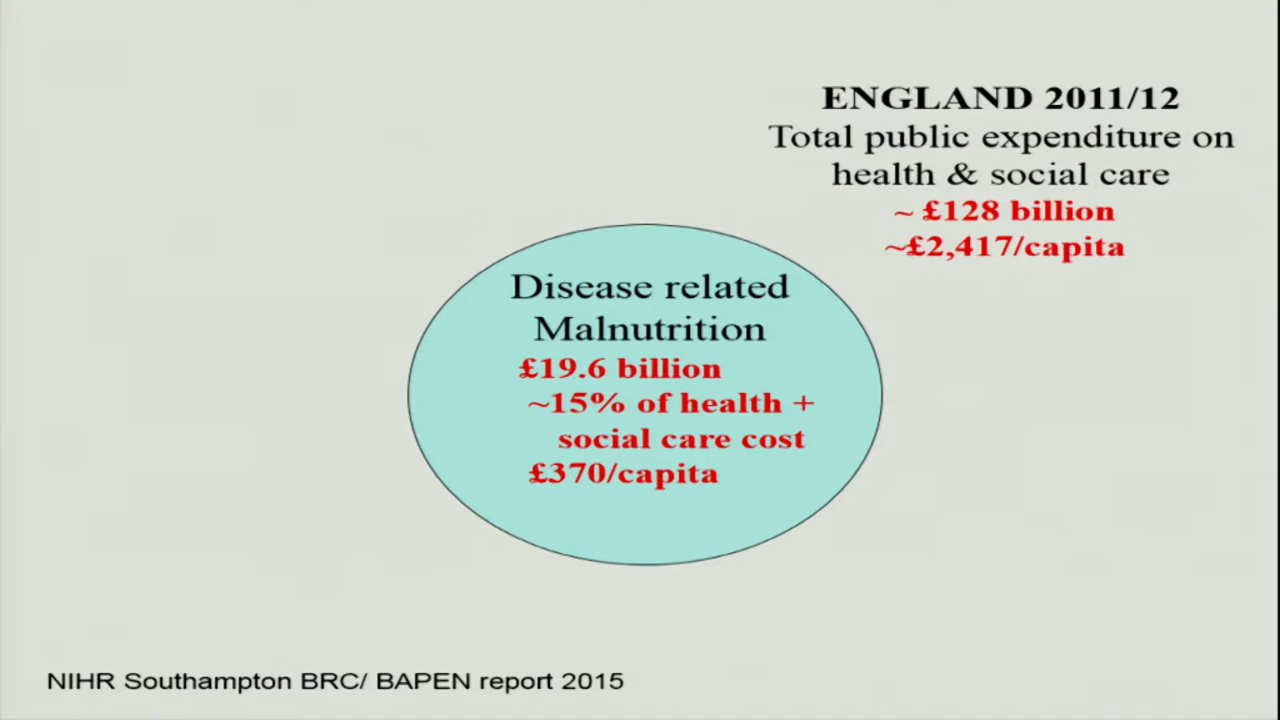 ENGLAND 2011/12
Total public expenditure on
health & social care
~ £128 billion
~£2,417/capita
Disease related
Malnutrition
£19.6 billion
~15% of health +
social care cost
£370/capita
NIHR Southampton BRC/ BAPEN report 2015